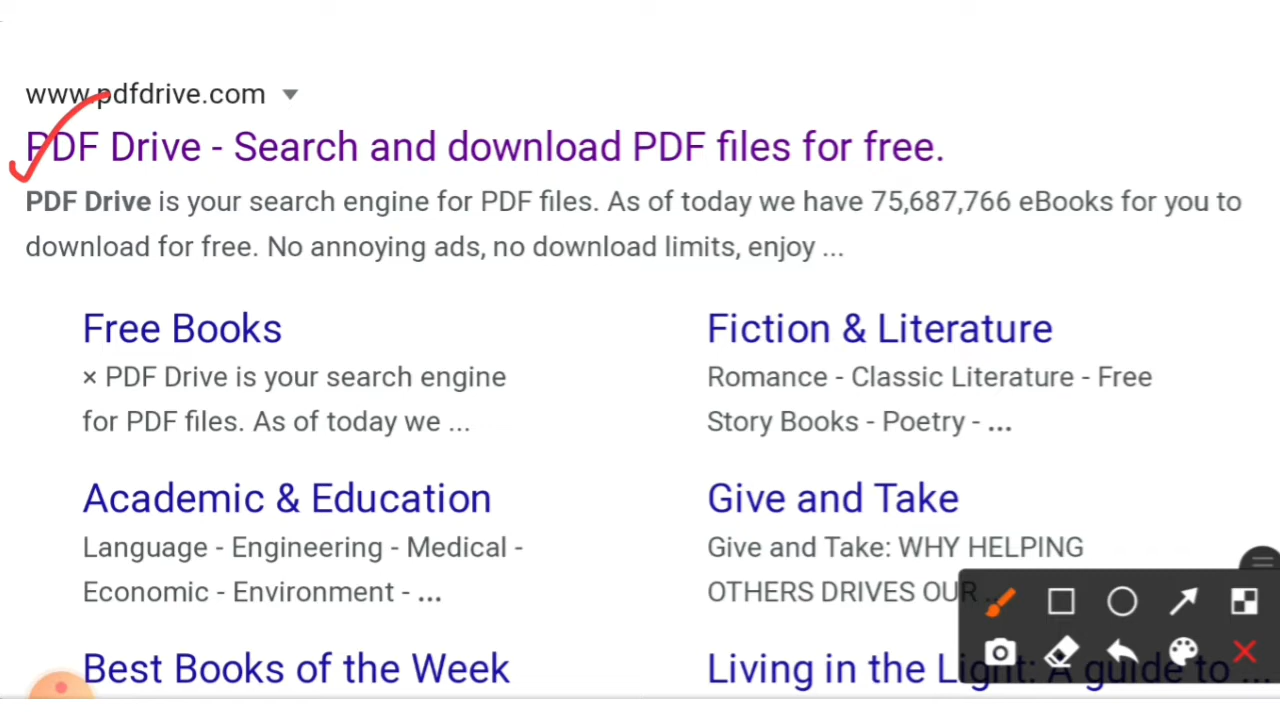 www.pdfdrive.com
PDF Drive - Search and download PDF files for free.
PDF Drive is your search engine for PDF files. As of today we have 75,687,766 eBooks for you to
download for free. No annoying ads, no download limits, enjoy ...
Free Books
× PDF Drive is your search engine
for PDF files. As of today we ...
Fiction & Literature
Romance - Classic Literature - Free
Story Books - Poetry - ...
Academic & Education
Language - Engineering - Medical -
Economic - Environment - ...
Give and Take
Give and Take: WHY HELPING
OTHERS DRIVES OUR ...
Best Books of the Week
Living in the Light: A guide to ...